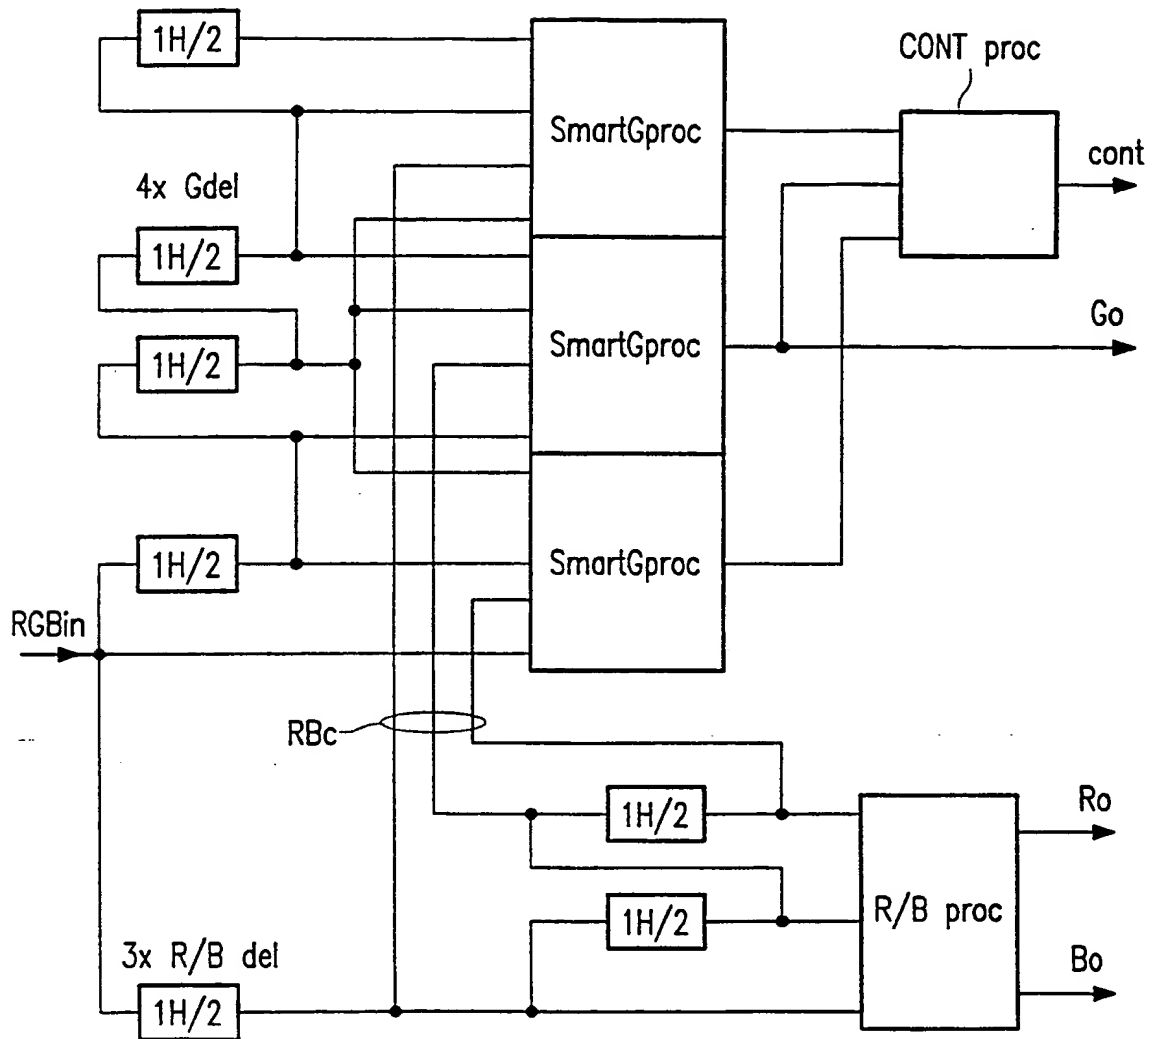 1H/2
CONT proc
SmartGproc
cont
4x Gdel
1H/2
Go
1H/2
SmartGproc
1H/2
SmartGproc
RGBin
RBc
1H/2
Ro
1H/2
R/B proc
3x R/B del
Bo
1H/2